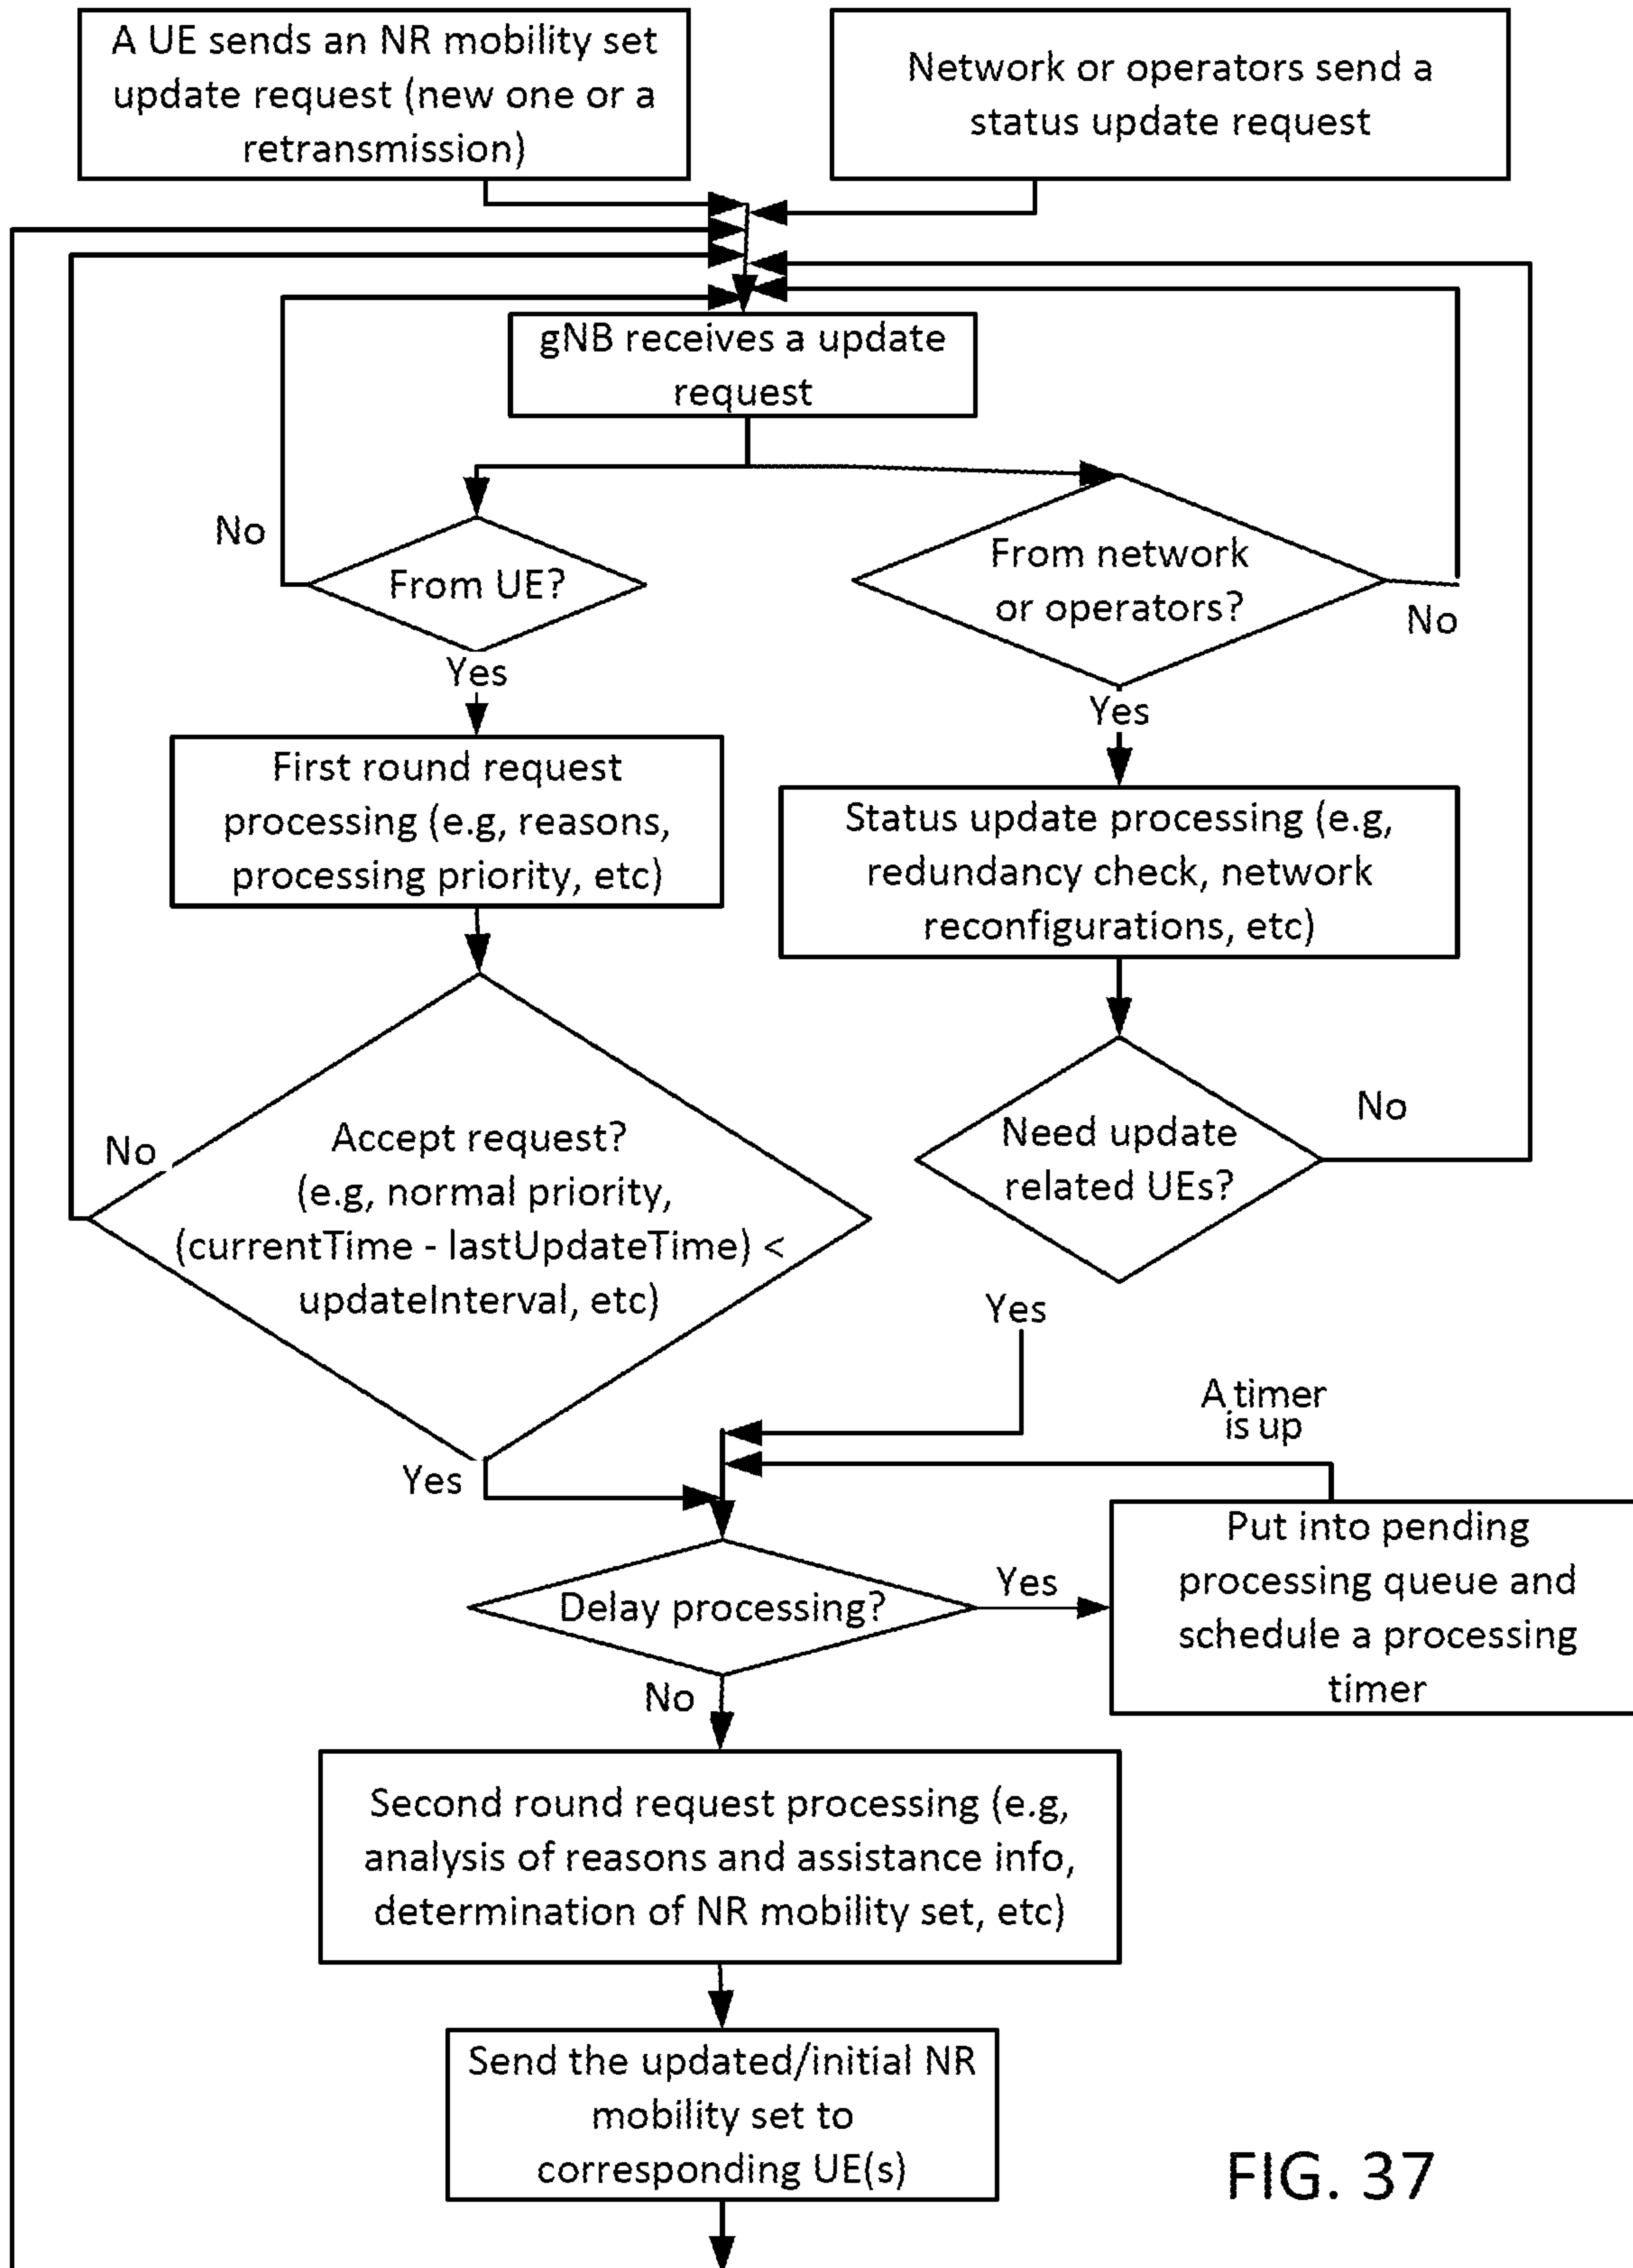 A UE sends an NR mobility set
update request (new one or a
retransmission)
Network or operators send a
status update request
gNB receives a update
request
No
From UE?
Yes
From network
or operators?
No
Yes
First round request
processing (e.g, reasons,
processing priority, etc)
Status update processing (e.g,
redundancy check, network
reconfigurations, etc)
No
Accept request?
(e.g, normal priority,
(currentTime - lastUpdateTime) <
updateInterval, etc)
Yes
Need update
related UEs?
No
Yes
A timer
is up
Delay processing?
Yes
No
Put into pending
processing queue and
schedule a processing
timer
Second round request processing (e.g,
analysis of reasons and assistance info,
determination of NR mobility set, etc)
Send the updated/initial NR
mobility set to
corresponding UE(s)
FIG. 37